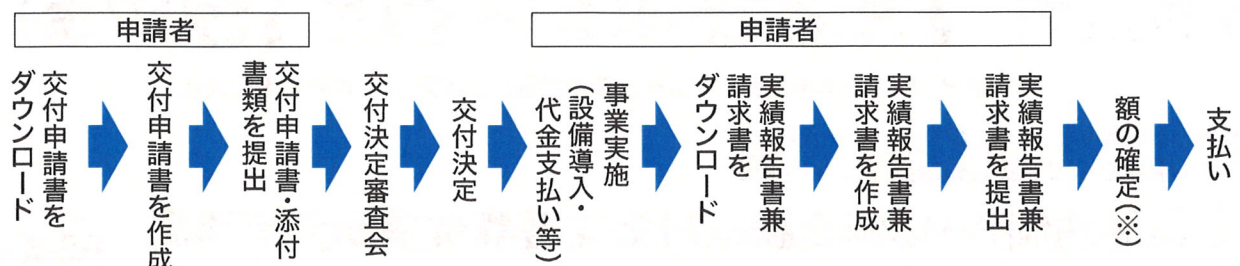 申請者
交付申請書を
ダウンロード
交付申請書を作成
交付申請書・添付
書類を提出
交付決定審査会
交付決定
申請者
事業実施
（設備導入・
代金支払い等）
実績報告書兼
請求書を
ダウンロード
実績報告書兼
請求書を作成
実績報告書兼
請求書を提出
額の確定（※）
支払い